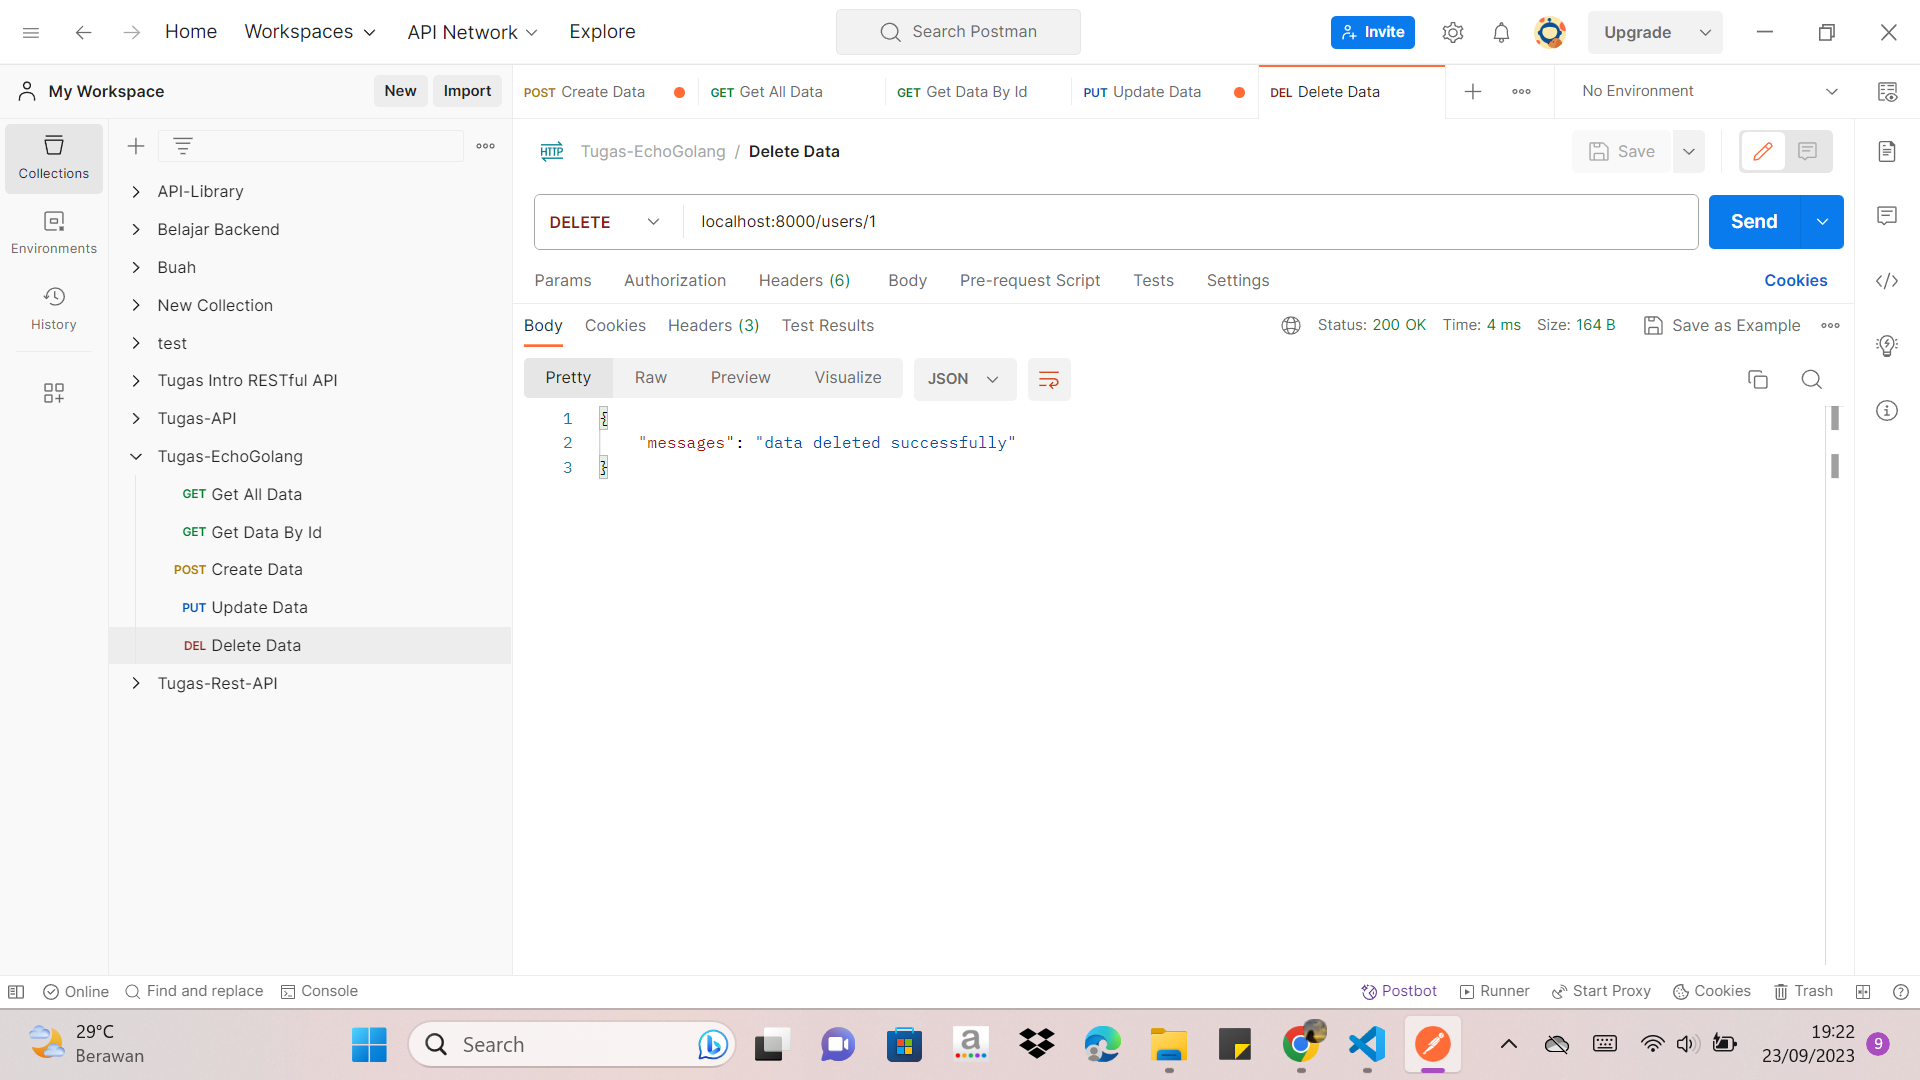 Home Workspaces API Network Explore
Search Postman
Invite Upgrade
My Workspace New Import
POST Create Data GET Get All Data GET Get Data By Id PUT Update Data DEL Delete Data No Environment
Collections
Environments
History
API-Library
Belajar Backend
Buah
New Collection
test
Tugas Intro RESTful API
Tugas-API
Tugas-EchoGolang
GET Get All Data
GET Get Data By Id
POST Create Data
PUT Update Data
DEL Delete Data
Tugas-Rest-API
HTTP Tugas-EchoGolang / Delete Data Save
DELETE localhost:8000/users/1 Send
Params Authorization Headers (6) Body Pre-request Script Tests Settings Cookies
Body Cookies Headers (3) Test Results Status: 200 OK Time: 4 ms Size: 164 B Save as Example
Pretty Raw Preview Visualize JSON
1 {
2 "messages": "data deleted successfully"
3 }
Online Find and replace Console Postbot Runner Start Proxy Cookies Trash
29°C
Berawan
Search
a
19:22
23/09/2023
9